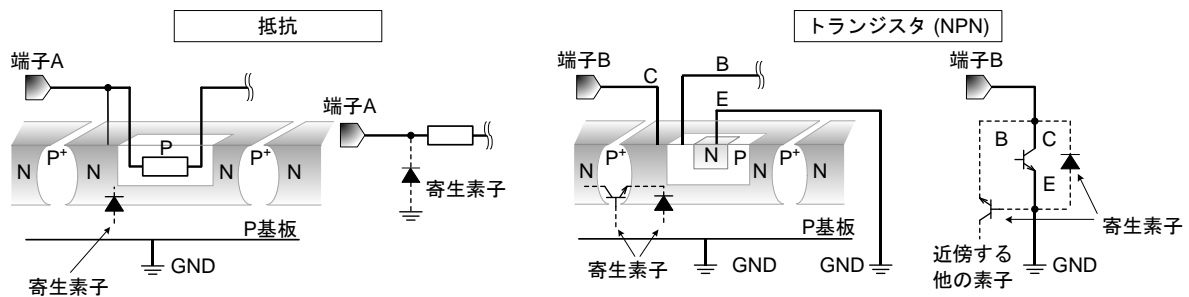 抵抗
トランジスタ (NPN)
端子A
端子A
P
N
P+
N
N
P+
N
寄生素子
P基板
GND
寄生素子
端子B
C
B
E
N
P+
N
N
P
N
P+
N
P基板
寄生素子
GND
GND
端子B
B
C
E
寄生素子
近傍する
他の素子
GND